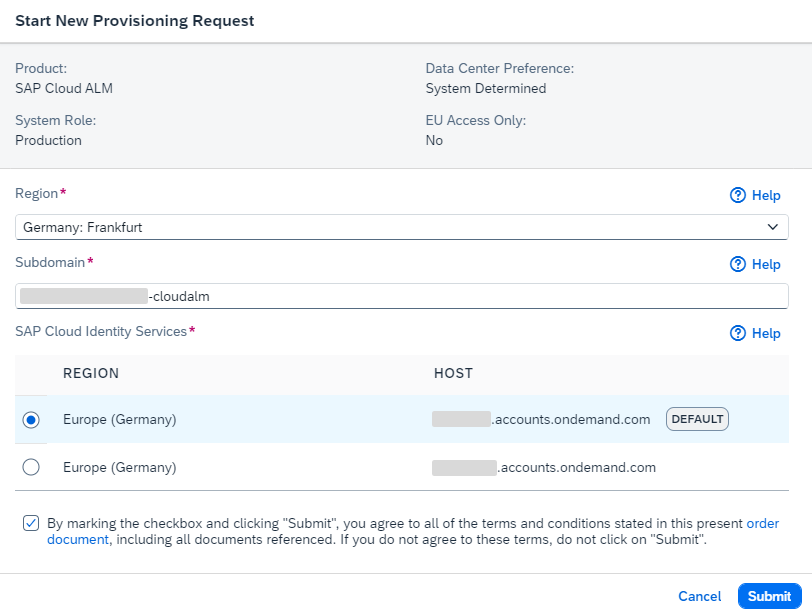 Start New Provisioning Request
Product:
SAP Cloud ALM
Data Center Preference:
System Determined
System Role:
Production
EU Access Only:
No
Region*
Help
Germany: Frankfurt
Subdomain*
Help
-cloudalm
SAP Cloud Identity Services*
Help
REGION HOST
Europe (Germany) .accounts.ondemand.com DEFAULT
Europe (Germany) .accounts.ondemand.com
By marking the checkbox and clicking "Submit", you agree to all of the terms and conditions stated in this present order
document, including all documents referenced. If you do not agree to these terms, do not click on "Submit".
Cancel Submit